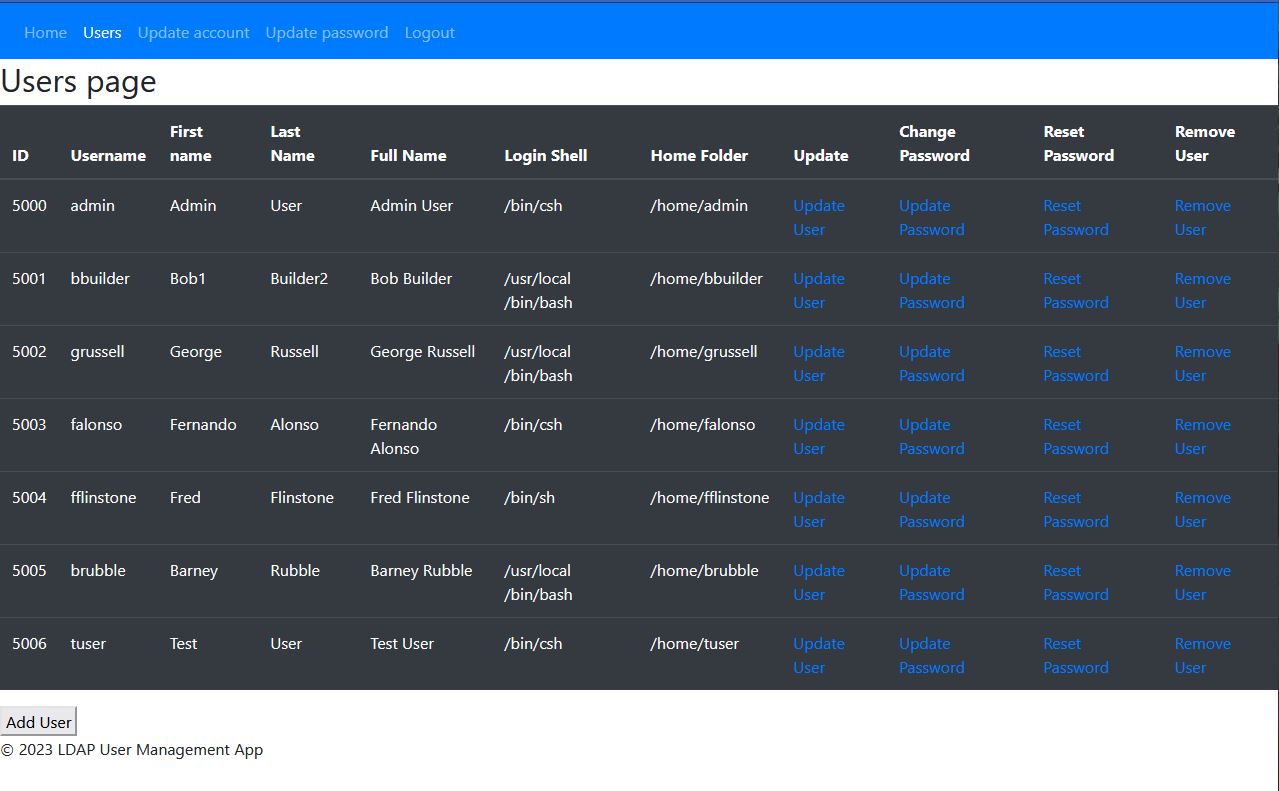 Home Users Update account Update password Logout
Users page
ID Username First name Last Name Full Name Login Shell Home Folder Update Change Password Reset Password Remove User
5000 admin Admin User Admin User /bin/csh /home/admin Update User Update Password Reset Password Remove User
5001 bbuilder Bob1 Builder2 Bob Builder /usr/local/bin/bash /home/bbuilder Update User Update Password Reset Password Remove User
5002 grussell George Russell George Russell /usr/local/bin/bash /home/grussell Update User Update Password Reset Password Remove User
5003 falonso Fernando Alonso Fernando Alonso /bin/csh /home/falonso Update User Update Password Reset Password Remove User
5004 fflinstone Fred Flinstone Fred Flinstone /bin/sh /home/fflinstone Update User Update Password Reset Password Remove User
5005 brubble Barney Rubble Barney Rubble /usr/local/bin/bash /home/brubble Update User Update Password Reset Password Remove User
5006 tuser Test User Test User /bin/csh /home/tuser Update User Update Password Reset Password Remove User
Add User
© 2023 LDAP User Management App